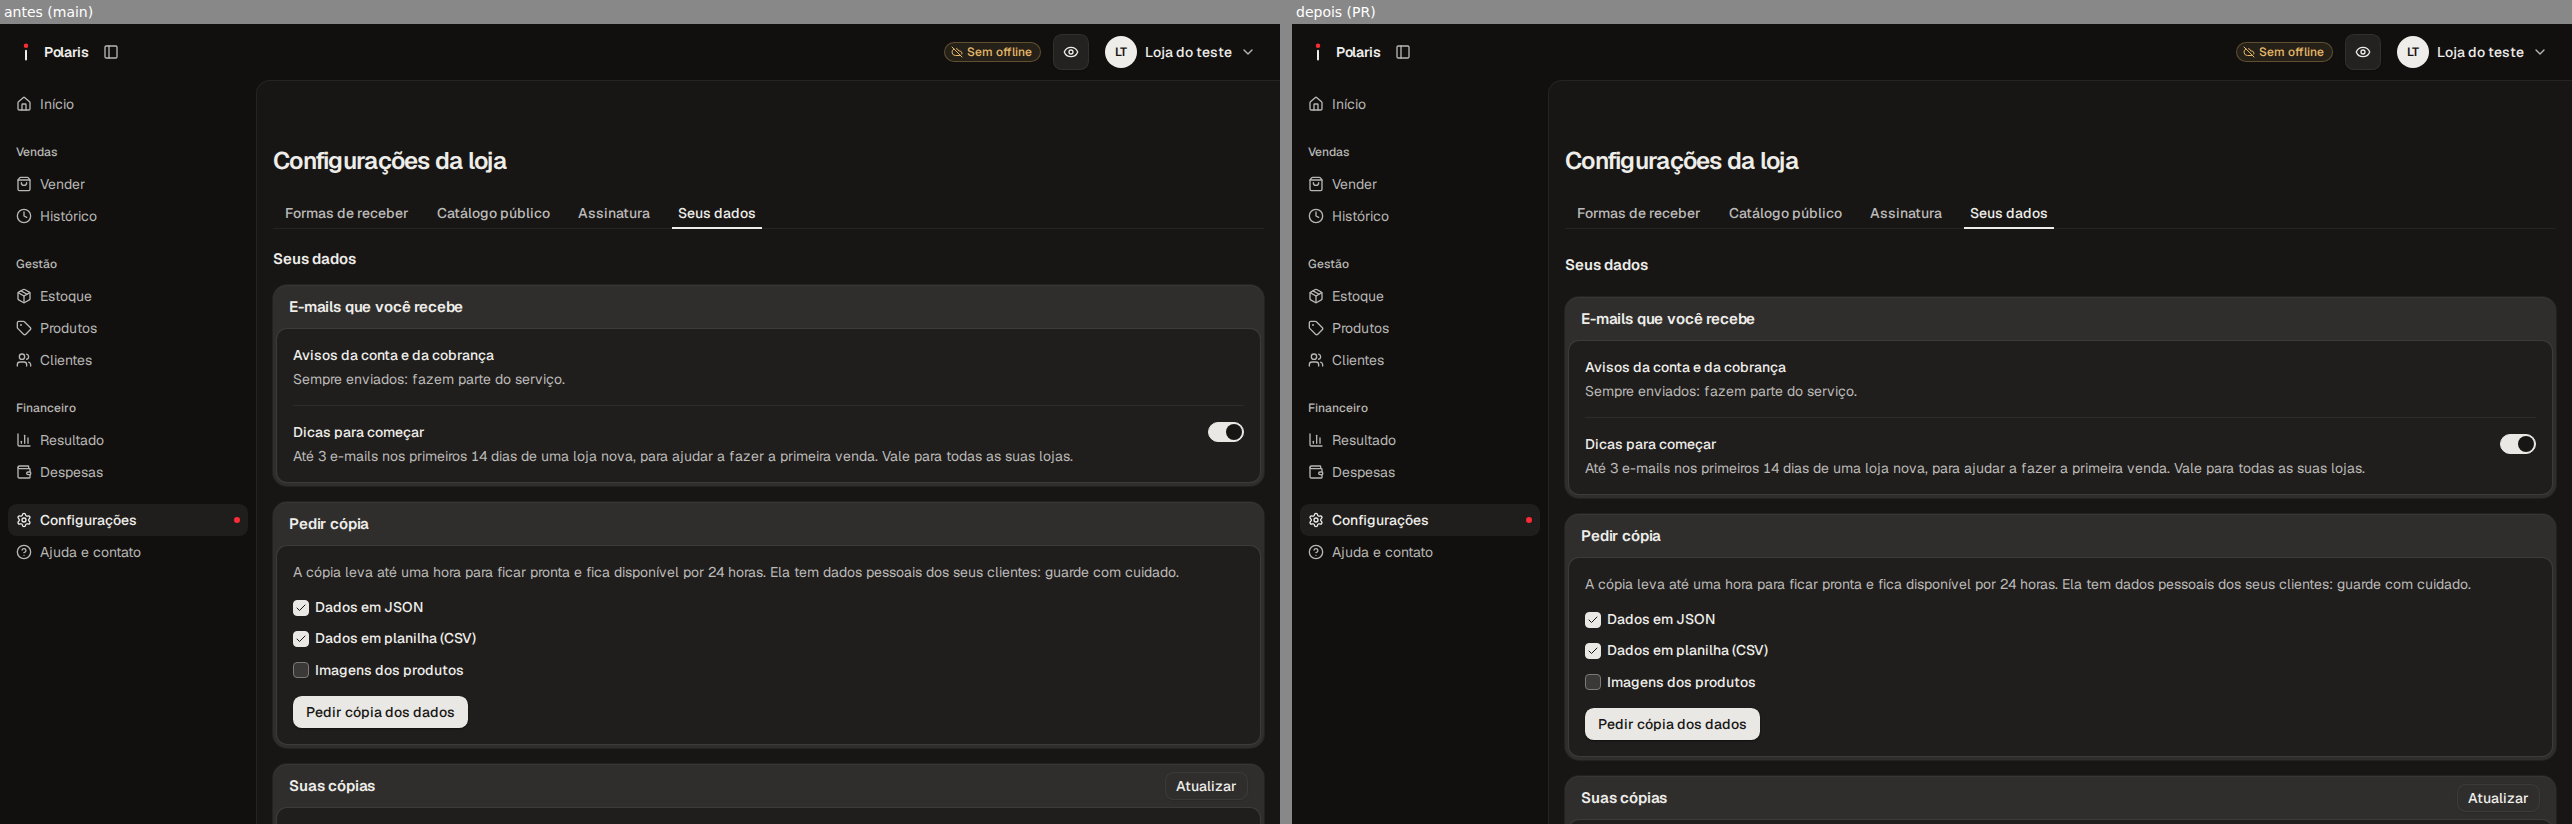 antes (main)
Polaris
Sem offline
LT
Loja do teste
Início
Vendas
Vender
Histórico
Gestão
Estoque
Produtos
Clientes
Financeiro
Resultado
Despesas
Configurações
Ajuda e contato
Configurações da loja
Formas de receber
Catálogo público
Assinatura
Seus dados
Seus dados
E-mails que você recebe
Avisos da conta e da cobrança
Sempre enviados: fazem parte do serviço.
Dicas para começar
Até 3 e-mails nos primeiros 14 dias de uma loja nova, para ajudar a fazer a primeira venda. Vale para todas as suas lojas.
Pedir cópia
A cópia leva até uma hora para ficar pronta e fica disponível por 24 horas. Ela tem dados pessoais dos seus clientes: guarde com cuidado.
Dados em JSON
Dados em planilha (CSV)
Imagens dos produtos
Pedir cópia dos dados
Suas cópias
Atualizar
depois (PR)
Polaris
Sem offline
LT
Loja do teste
Início
Vendas
Vender
Histórico
Gestão
Estoque
Produtos
Clientes
Financeiro
Resultado
Despesas
Configurações
Ajuda e contato
Configurações da loja
Formas de receber
Catálogo público
Assinatura
Seus dados
Seus dados
E-mails que você recebe
Avisos da conta e da cobrança
Sempre enviados: fazem parte do serviço.
Dicas para começar
Até 3 e-mails nos primeiros 14 dias de uma loja nova, para ajudar a fazer a primeira venda. Vale para todas as suas lojas.
Pedir cópia
A cópia leva até uma hora para ficar pronta e fica disponível por 24 horas. Ela tem dados pessoais dos seus clientes: guarde com cuidado.
Dados em JSON
Dados em planilha (CSV)
Imagens dos produtos
Pedir cópia dos dados
Suas cópias
Atualizar